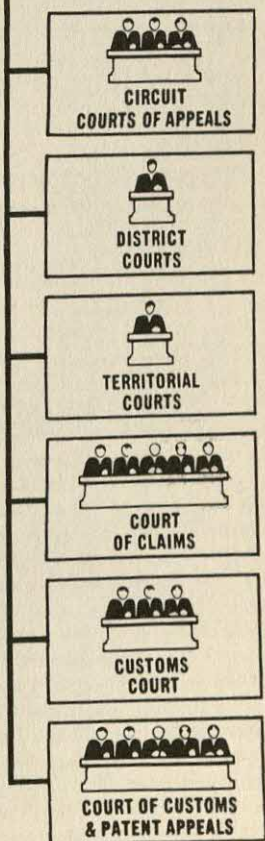 CIRCUIT
COURTS OF APPEALS
DISTRICT
COURTS
TERRITORIAL
COURTS
COURT
OF CLAIMS
CUSTOMS
COURT
COURT OF CUSTOMS
& PATENT APPEALS